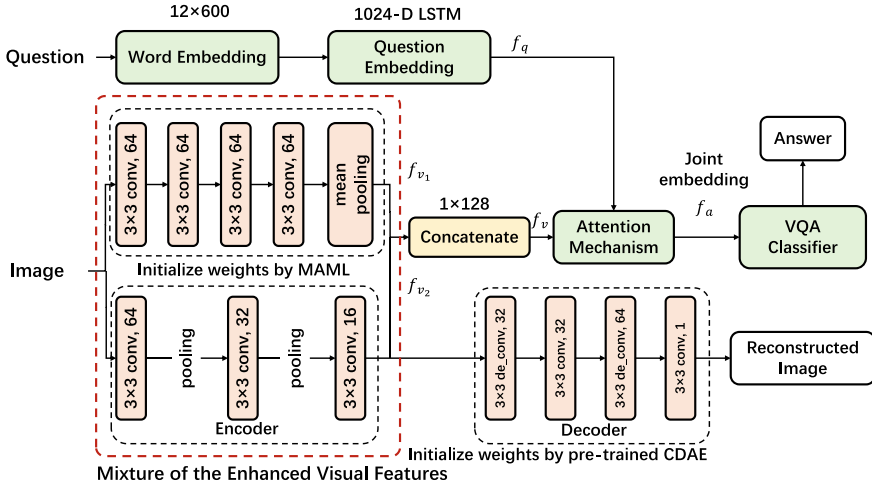 12×600
1024-D LSTM
Question
Word Embedding
Question
Embedding
f_q
3×3 conv, 64
3×3 conv, 64
3×3 conv, 64
3×3 conv, 64
mean
pooling
f_{v_1}
Initialize weights by MAML
1×128
Concatenate
f_v
Attention
Mechanism
Joint
embedding
f_a
Answer
VQA
Classifier
Image
f_{v_2}
3×3 conv, 64
pooling
3×3 conv, 32
pooling
3×3 conv, 16
Encoder
3×3 de_conv, 32
3×3 conv, 32
3×3 de_conv, 64
3×3 conv, 1
Decoder
Reconstructed
Image
Initialize weights by pre-trained CDAE
Mixture of the Enhanced Visual Features